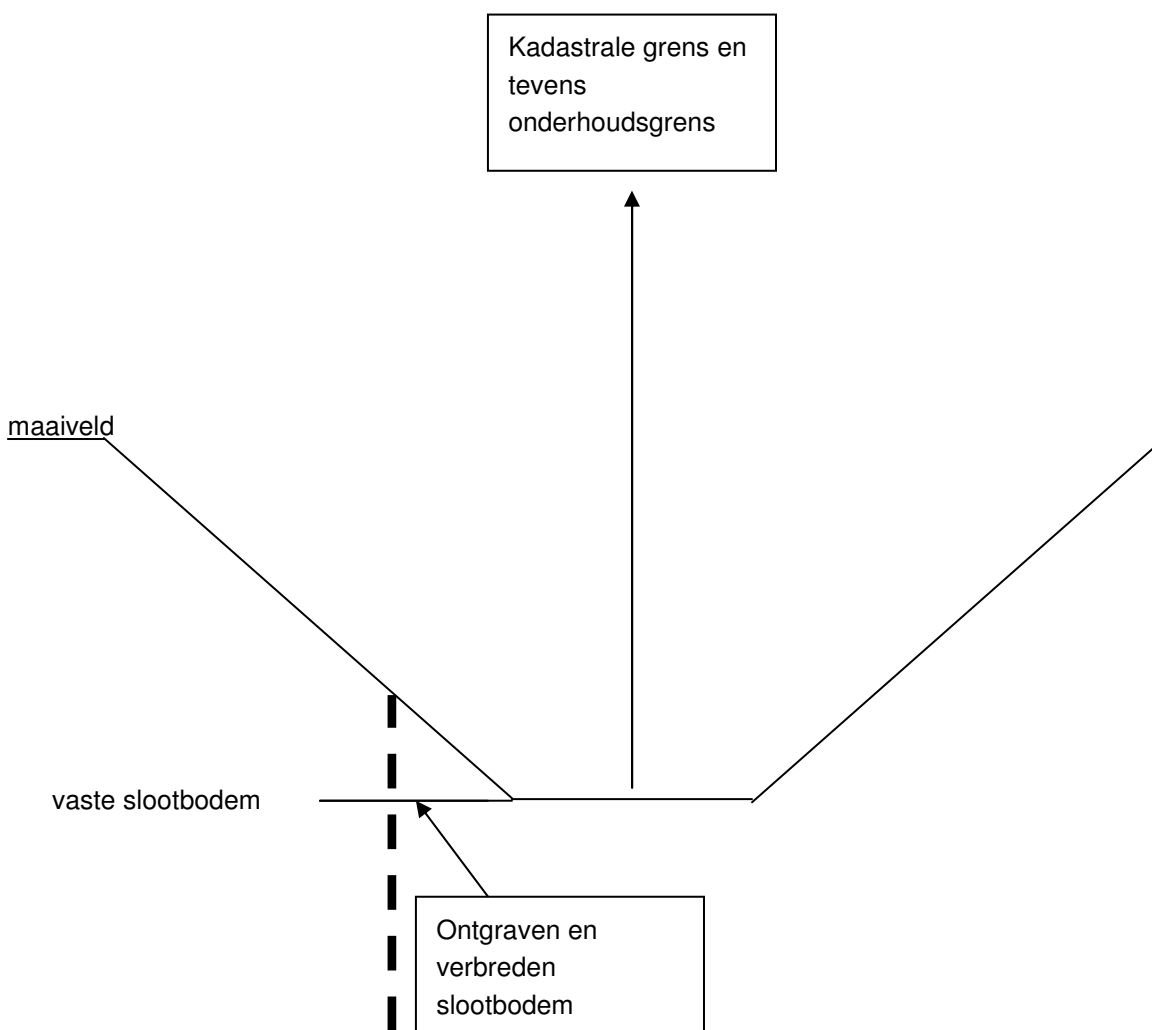 Kadastrale grens en
tevens
onderhoudsgrens
maaiveld
vaste slootbodem
Ontgraven en
verbreden
slootbodem